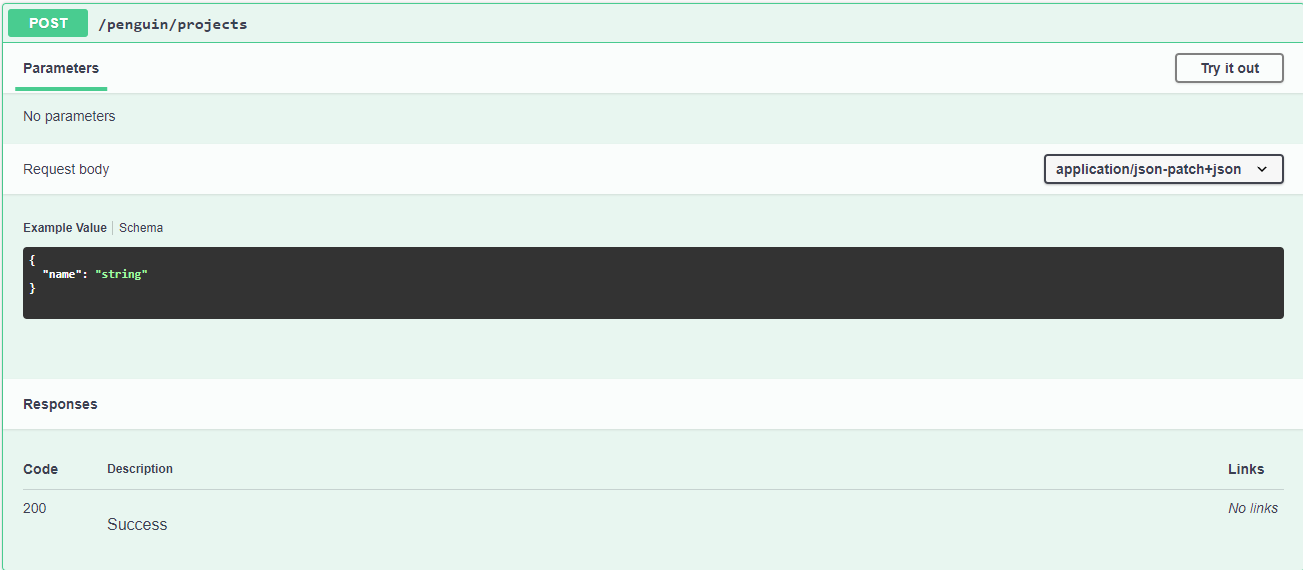 POST /penguin/projects
Parameters
Try it out
No parameters
Request body
application/json-patch+json
Example Value | Schema
{
  "name": "string"
}
Responses
Code Description Links
200 Success No links